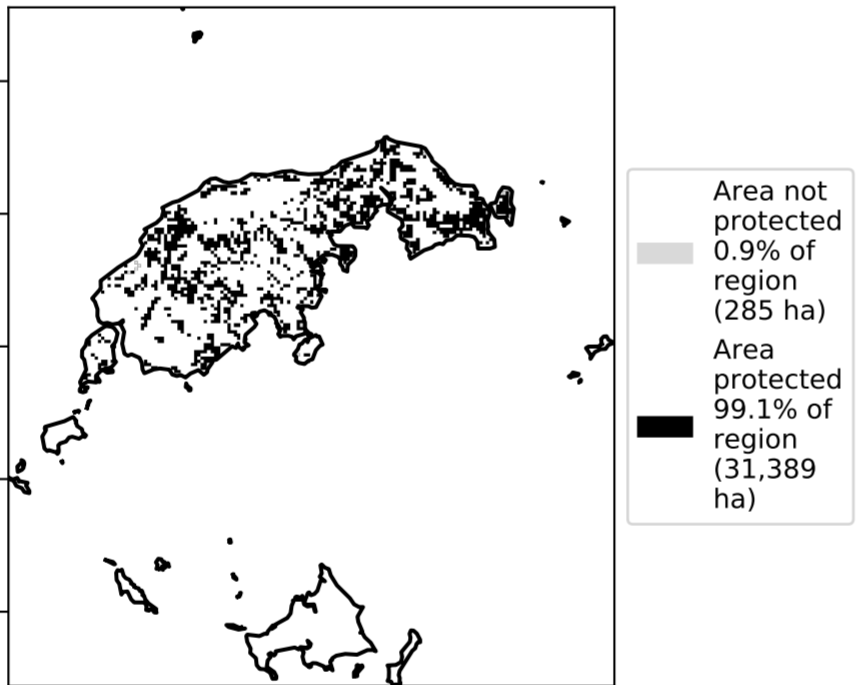 Area not
protected
0.9% of
region
(285 ha)
Area
protected
99.1% of
region
(31,389
ha)